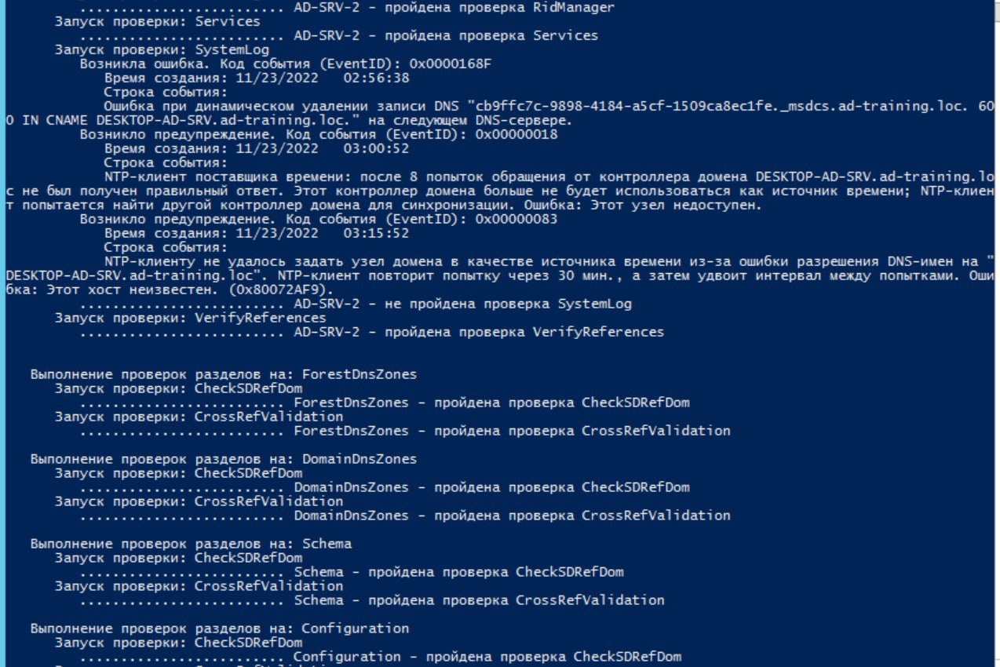 ......................... AD-SRV-2 - пройдена проверка RidManager
Запуск проверки: Services
......................... AD-SRV-2 - пройдена проверка Services
Запуск проверки: SystemLog
Возникла ошибка. Код события (EventID): 0x0000168F
Время создания: 11/23/2022 02:56:38
Строка события:
Ошибка при динамическом удалении записи DNS "cb9ffc7c-9898-4184-a5cf-1509ca8ec1fe._msdcs.ad-training.loc. 60
0 IN CNAME DESKTOP-AD-SRV.ad-training.loc." на следующем DNS-сервере.
Возникло предупреждение. Код события (EventID): 0x00000018
Время создания: 11/23/2022 03:00:52
Строка события:
NTP-клиент поставщика времени: после 8 попыток обращения от контроллера домена DESKTOP-AD-SRV.ad-training.lo
c не был получен правильный ответ. Этот контроллер домена больше не будет использоваться как источник времени; NTP-клиен
т попытается найти другой контроллер домена для синхронизации. Ошибка: Этот узел недоступен.
Возникло предупреждение. Код события (EventID): 0x00000083
Время создания: 11/23/2022 03:15:52
Строка события:
NTP-клиенту не удалось задать узел домена в качестве источника времени из-за ошибки разрешения DNS-имен на "
DESKTOP-AD-SRV.ad-training.loc". NTP-клиент повторит попытку через 30 мин., а затем удвоит интервал между попытками. Оши
бка: Этот хост неизвестен. (0x80072AF9).
......................... AD-SRV-2 - не пройдена проверка SystemLog
Запуск проверки: VerifyReferences
......................... AD-SRV-2 - пройдена проверка VerifyReferences
Выполнение проверок разделов на: ForestDnsZones
Запуск проверки: CheckSDRefDom
......................... ForestDnsZones - пройдена проверка CheckSDRefDom
Запуск проверки: CrossRefValidation
......................... ForestDnsZones - пройдена проверка CrossRefValidation
Выполнение проверок разделов на: DomainDnsZones
Запуск проверки: CheckSDRefDom
......................... DomainDnsZones - пройдена проверка CheckSDRefDom
Запуск проверки: CrossRefValidation
......................... DomainDnsZones - пройдена проверка CrossRefValidation
Выполнение проверок разделов на: Schema
Запуск проверки: CheckSDRefDom
......................... Schema - пройдена проверка CheckSDRefDom
Запуск проверки: CrossRefValidation
......................... Schema - пройдена проверка CrossRefValidation
Выполнение проверок разделов на: Configuration
Запуск проверки: CheckSDRefDom
......................... Configuration - пройдена проверка CheckSDRefDom